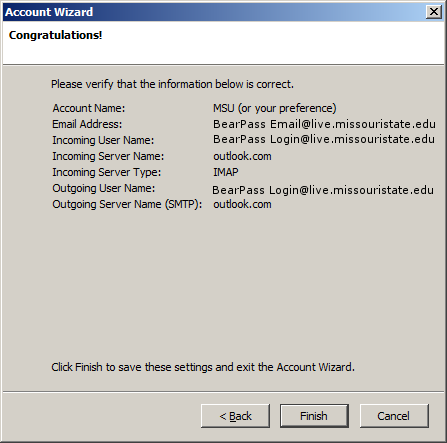 Account Wizard
Congratulations!
Please verify that the information below is correct.
Account Name: MSU (or your preference)
Email Address: BearPass Email@live.missouristate.edu
Incoming User Name: BearPass Login@live.missouristate.edu
Incoming Server Name: outlook.com
Incoming Server Type: IMAP
Outgoing User Name: BearPass Login@live.missouristate.edu
Outgoing Server Name (SMTP): outlook.com
Click Finish to save these settings and exit the Account Wizard.
< Back Finish Cancel